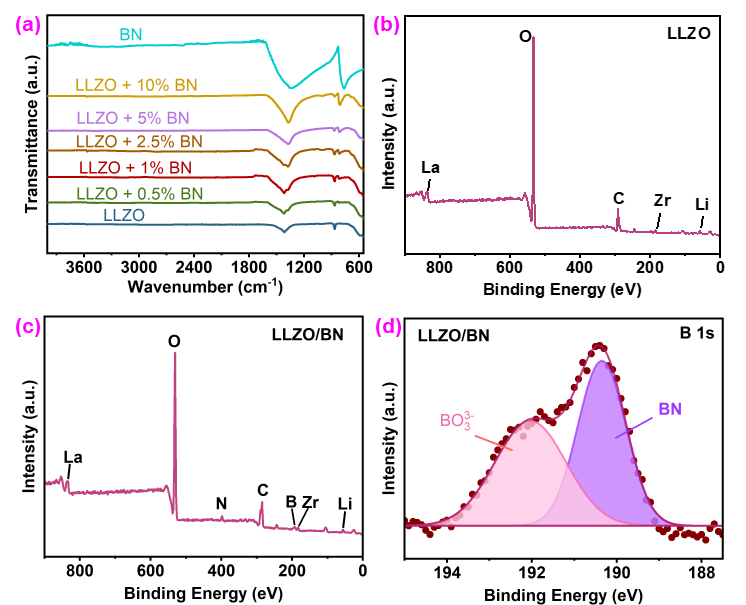 (a)
BN
LLZO + 10% BN
LLZO + 5% BN
LLZO + 2.5% BN
LLZO + 1% BN
LLZO + 0.5% BN
LLZO
Transmittance (a.u.)
3600 3000 2400 1800 1200 600
Wavenumber (cm⁻¹)
(b)
LLZO
O
La
C
Zr
Li
Intensity (a.u.)
800 600 400 200 0
Binding Energy (eV)
(c)
LLZO/BN
O
La
N
C
B
Zr
Li
Intensity (a.u.)
800 600 400 200 0
Binding Energy (eV)
(d)
LLZO/BN
B 1s
BO₃³⁻
BN
Intensity (a.u.)
194 192 190 188
Binding Energy (eV)